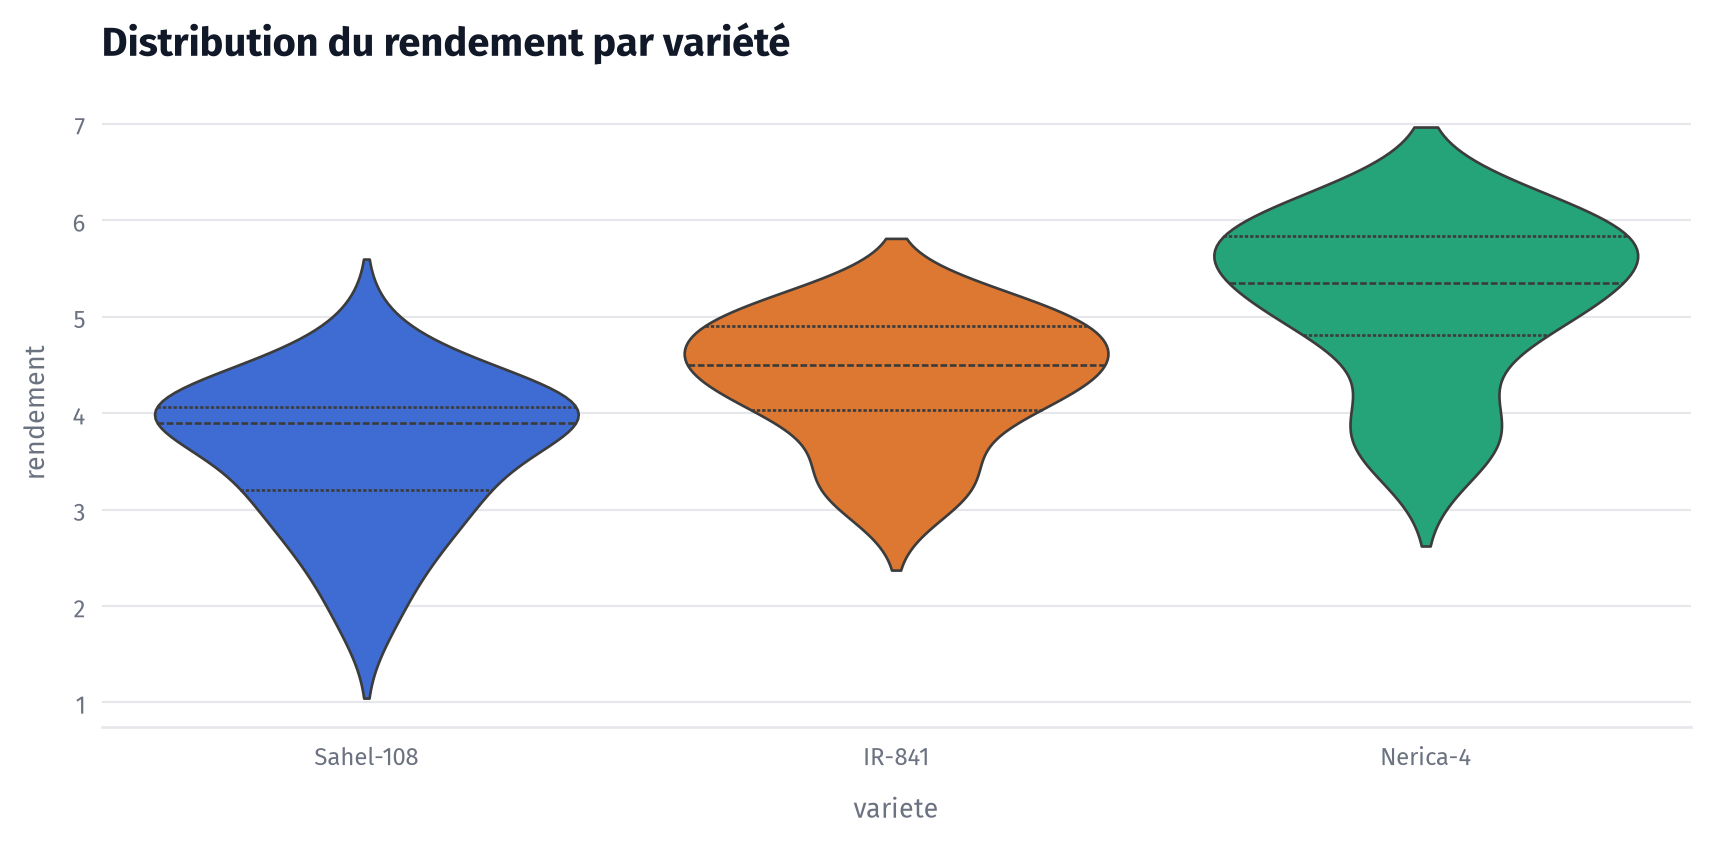 Distribution du rendement par variété
7
6
5
4
3
2
1
rendement
Sahel-108
IR-841
Nerica-4
variete